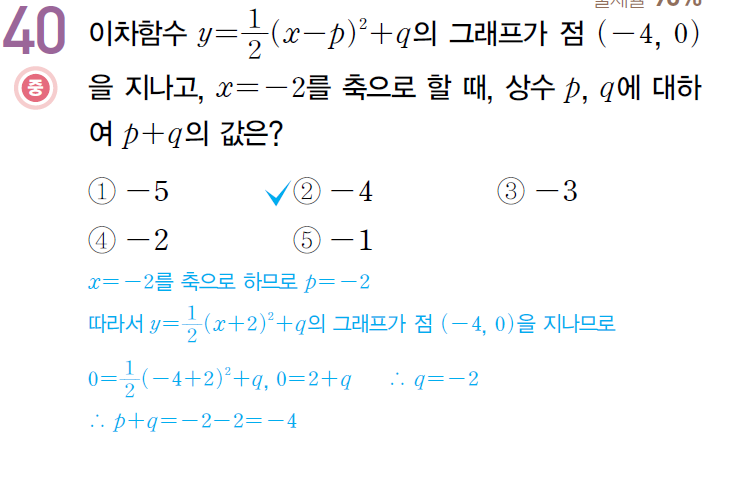 출제율 90%
40
이차함수 y=1/2(x-p)²+q의 그래프가 점 (-4, 0)
중
을 지나고, x=-2를 축으로 할 때, 상수 p, q에 대하
여 p+q의 값은?
① -5 ② -4 ③ -3
④ -2 ⑤ -1
x=-2를 축으로 하므로 p=-2
따라서 y=1/2(x+2)²+q의 그래프가 점 (-4, 0)을 지나므로
0=1/2(-4+2)²+q, 0=2+q ∴ q=-2
∴ p+q=-2-2=-4